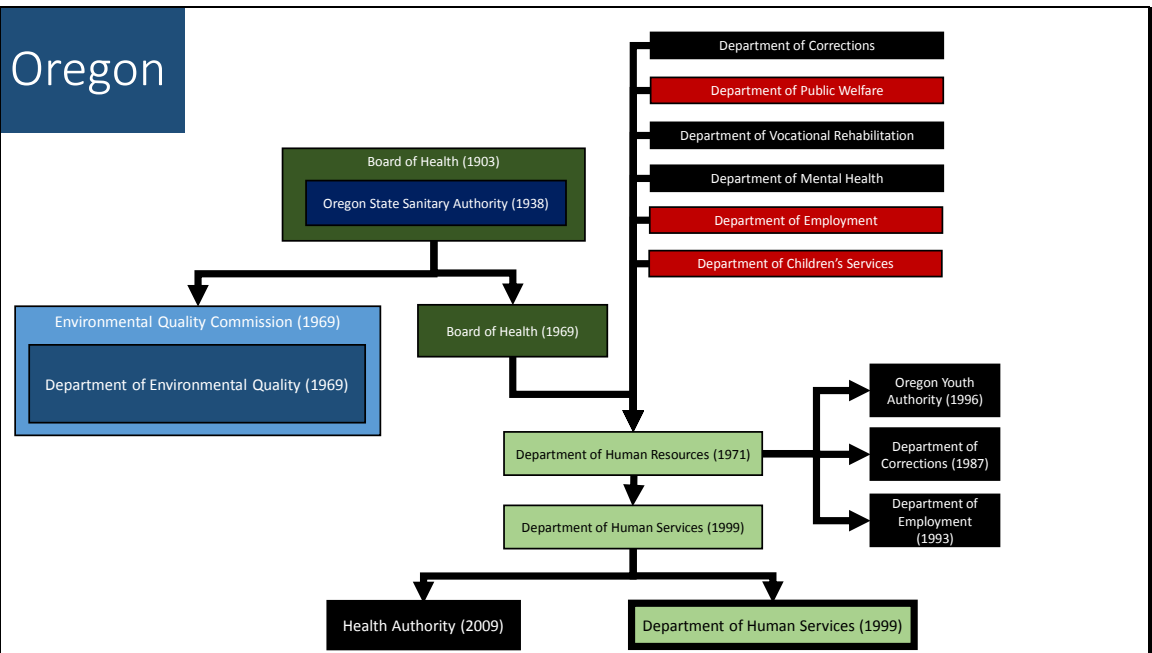 Oregon
Department of Corrections
Department of Public Welfare
Department of Vocational Rehabilitation
Department of Mental Health
Department of Employment
Department of Children’s Services
Board of Health (1903)
Oregon State Sanitary Authority (1938)
Environmental Quality Commission (1969)
Department of Environmental Quality (1969)
Board of Health (1969)
Oregon Youth
Authority (1996)
Department of
Corrections (1987)
Department of
Employment
(1993)
Department of Human Resources (1971)
Department of Human Services (1999)
Health Authority (2009)
Department of Human Services (1999)